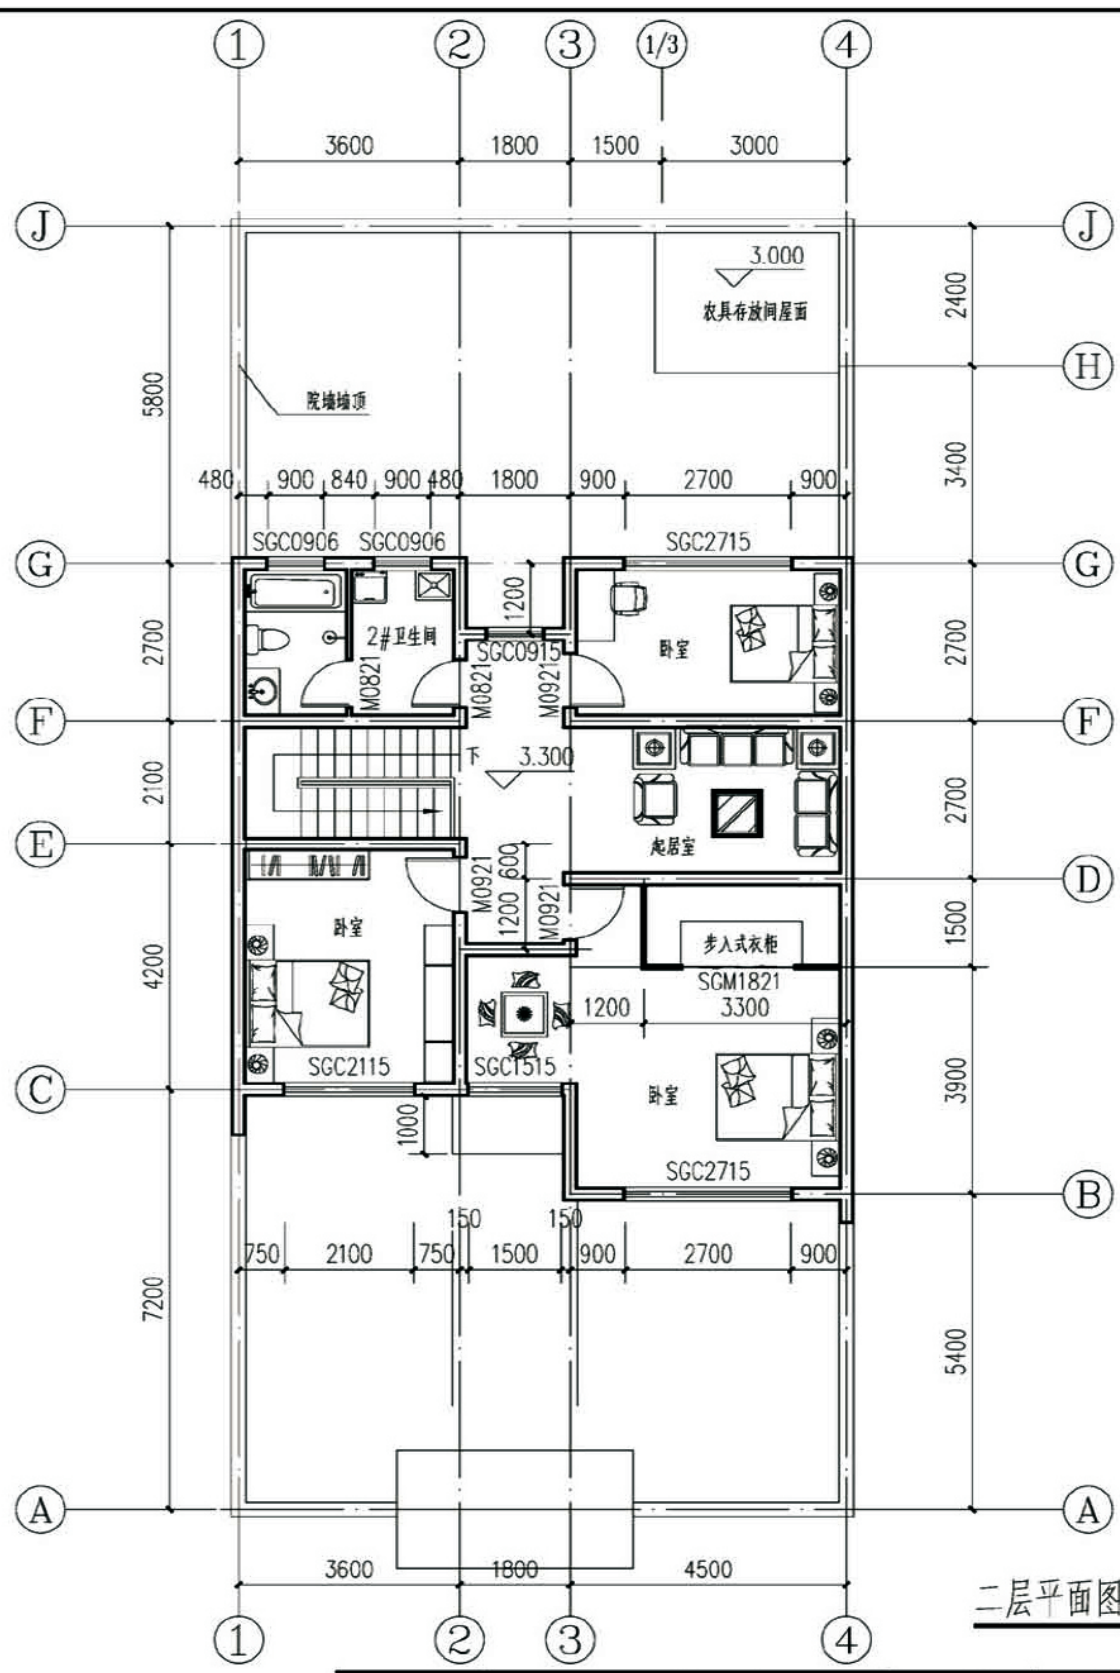 1 2 3 1/3 4
3600 1800 1500 3000
J J
3.000
农具存放间屋面
2400
H
5800
院墙墙顶
3400
480 900 840 900 480 1800 900 2700 900
SGC0906 SGC0906 SGC2715
G G
1200
2700 2#卫生间 卧室 2700
SGC0915
M0821 M0821 M0921
F F
下 3.300
2100 2700
起居室
E
600
M0921 1200 M0921
D
卧室 步入式衣柜 1500
SGM1821
4200
1200 3300
SGC2115 SGC1515
C
卧室 3900
1000
SGC2715
B
150 150
750 2100 750 1500 900 2700 900
7200
5400
A A
3600 1800 4500
二层平面图
1 2 3 4